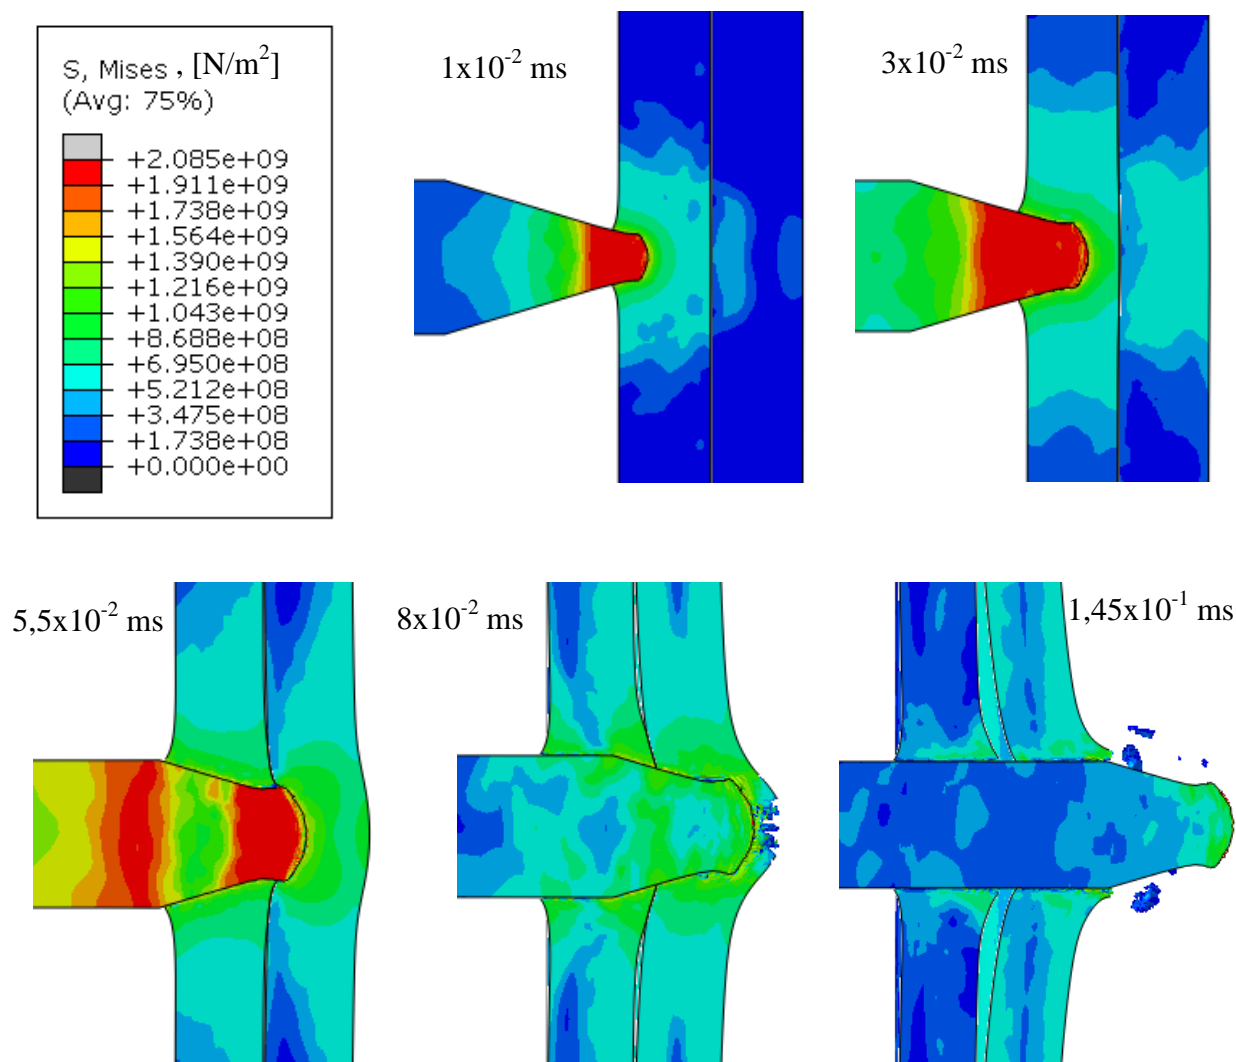 S, Mises , [N/m²]
(Avg: 75%)
+2.085e+09
+1.911e+09
+1.738e+09
+1.564e+09
+1.390e+09
+1.216e+09
+1.043e+09
+8.688e+08
+6.950e+08
+5.212e+08
+3.475e+08
+1.738e+08
+0.000e+00
1x10⁻² ms
3x10⁻² ms
5,5x10⁻² ms
8x10⁻² ms
1,45x10⁻¹ ms